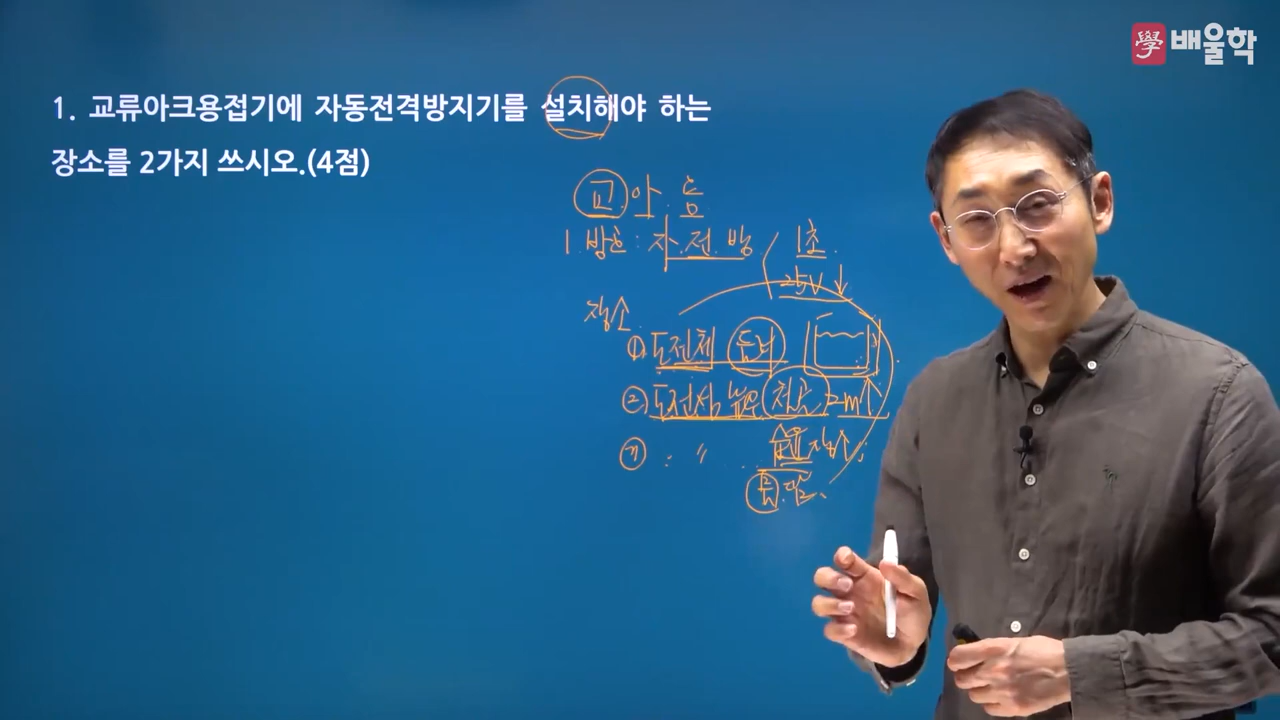 學 배울학
1. 교류아크용접기에 자동전격방지기를 설치해야 하는
장소를 2가지 쓰시오.(4점)
교.아.용
1.방호: 자.전.방 1초.
25V↓
장소.
① 도전체 둘러
② 도전성 높은 2m↑
③ 〃